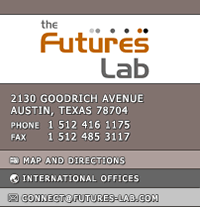 the
Futures
Lab
2130 GOODRICH AVENUE
AUSTIN, TEXAS 78704
PHONE 1 512 416 1175
FAX 1 512 485 3117
MAP AND DIRECTIONS
INTERNATIONAL OFFICES
CONNECT@FUTURES-LAB.COM